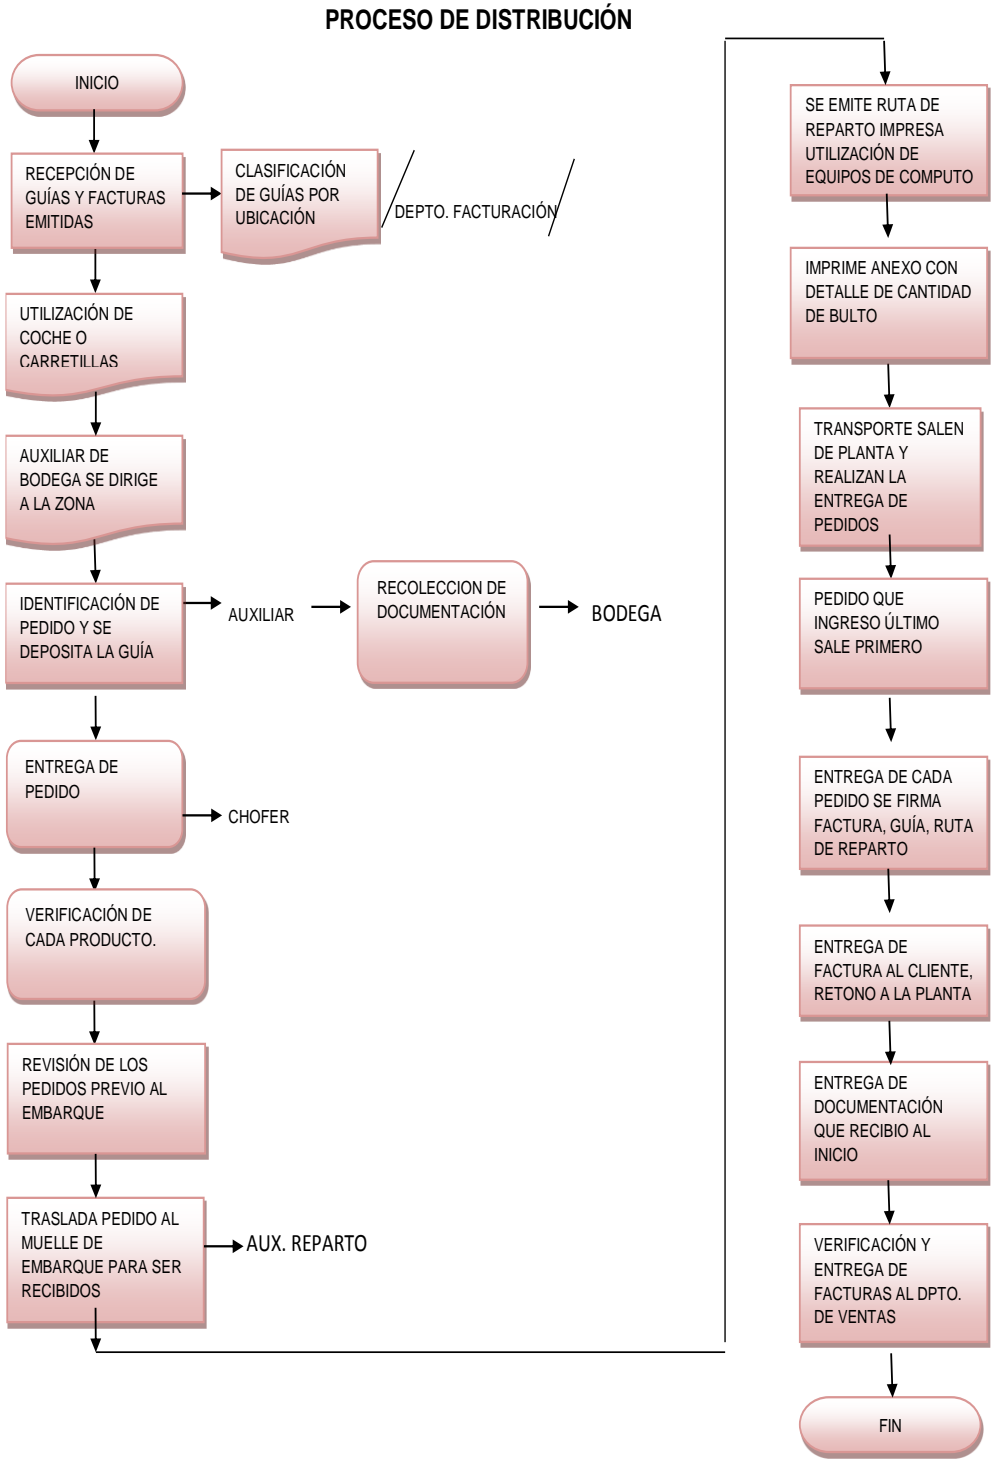 PROCESO DE DISTRIBUCIÓN
INICIO
RECEPCIÓN DE
GUÍAS Y FACTURAS
EMITIDAS
CLASIFICACIÓN
DE GUÍAS POR
UBICACIÓN
DEPTO. FACTURACIÓN
UTILIZACIÓN DE
COCHE O
CARRETILLAS
AUXILIAR DE
BODEGA SE DIRIGE
A LA ZONA
IDENTIFICACIÓN DE
PEDIDO Y SE
DEPOSITA LA GUÍA
AUXILIAR
RECOLECCION DE
DOCUMENTACIÓN
BODEGA
ENTREGA DE
PEDIDO
CHOFER
VERIFICACIÓN DE
CADA PRODUCTO.
REVISIÓN DE LOS
PEDIDOS PREVIO AL
EMBARQUE
TRASLADA PEDIDO AL
MUELLE DE
EMBARQUE PARA SER
RECIBIDOS
AUX. REPARTO
SE EMITE RUTA DE
REPARTO IMPRESA
UTILIZACIÓN DE
EQUIPOS DE COMPUTO
IMPRIME ANEXO CON
DETALLE DE CANTIDAD
DE BULTO
TRANSPORTE SALEN
DE PLANTA Y
REALIZAN LA
ENTREGA DE
PEDIDOS
PEDIDO QUE
INGRESO ÚLTIMO
SALE PRIMERO
ENTREGA DE CADA
PEDIDO SE FIRMA
FACTURA, GUÍA, RUTA
DE REPARTO
ENTREGA DE
FACTURA AL CLIENTE,
RETONO A LA PLANTA
ENTREGA DE
DOCUMENTACIÓN
QUE RECIBIO AL
INICIO
VERIFICACIÓN Y
ENTREGA DE
FACTURAS AL DPTO.
DE VENTAS
FIN